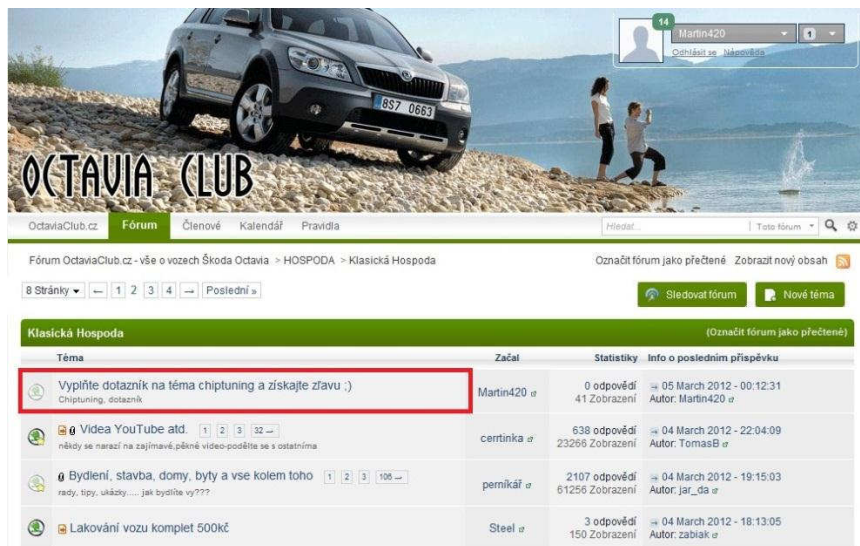 14
Martin420
1
Odhlásit se Nápověda
8S7 0663
OCTAVIA CLUB
OctaviaClub.cz Fórum Členové Kalendář Pravidla
Hledat... Toto fórum
Fórum OctaviaClub.cz - vše o vozech Škoda Octavia > HOSPODA > Klasická Hospoda
Označit fórum jako přečtené Zobrazit nový obsah
8 Stránky ← 1 2 3 4 → Poslední »
Sledovat fórum Nové téma
Klasická Hospoda (Označit fórum jako přečtené)
Téma Začal Statistiky Info o posledním příspěvku
Vyplňte dotazník na téma chiptuning a získajte zľavu ;)
Chiptuning, dotazník
Martin420
0 odpovědí
41 Zobrazení
05 March 2012 - 00:12:31
Autor: Martin420
Videa YouTube atd. 1 2 3 32 →
někdy se narazí na zajímavé,pěkné video-podělte se s ostatníma
cerrtinka
638 odpovědí
23266 Zobrazení
04 March 2012 - 22:04:09
Autor: TomasB
Bydlení, stavba, domy, byty a vse kolem toho 1 2 3 106 →
rady, tipy, ukázky..... jak bydlíte vy???
perníkář
2107 odpovědí
61256 Zobrazení
04 March 2012 - 19:15:03
Autor: jar_da
Lakování vozu komplet 500kč
Steel
3 odpovědí
150 Zobrazení
04 March 2012 - 18:13:05
Autor: zabiak